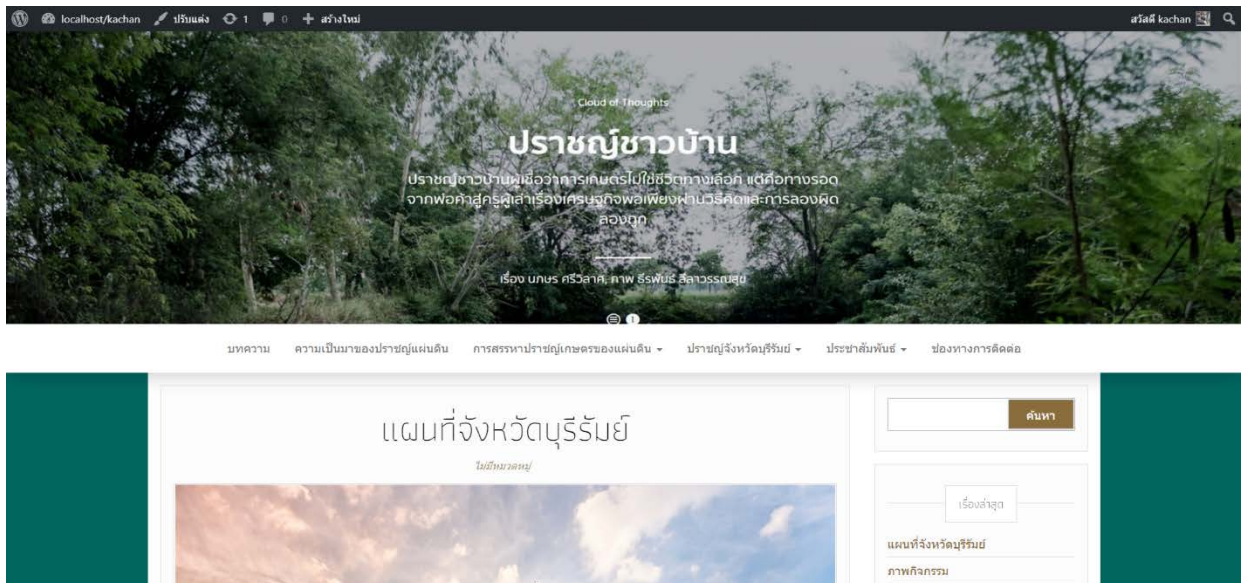 localhost/kachan ปรับแต่ง 1 0 สร้างใหม่ สวัสดี kachan
Cloud of Thoughts
ปราชญ์ชาวบ้าน
ปราชญ์ชาวบ้านผู้เชื่อว่าการเกษตรไม่ใช่ชีวิตทางเลือก แต่คือทางรอด
จากพ่อค้าสู่ครูผู้เล่าเรื่องเศรษฐกิจพอเพียงผ่านวิธีคิดและการลองผิด
ลองถูก
เรื่อง นภษร ศรีวิลาศ, ภาพ ธีรพันธ์ ลีลาวรรณสุข
1
บทความ ความเป็นมาของปราชญ์แผ่นดิน การสรรหาปราชญ์เกษตรของแผ่นดิน ปราชญ์จังหวัดบุรีรัมย์ ประชาสัมพันธ์ ช่องทางการติดต่อ
แผนที่จังหวัดบุรีรัมย์
ไม่มีหมวดหมู่
ค้นหา
เรื่องล่าสุด
แผนที่จังหวัดบุรีรัมย์
ภาพกิจกรรม